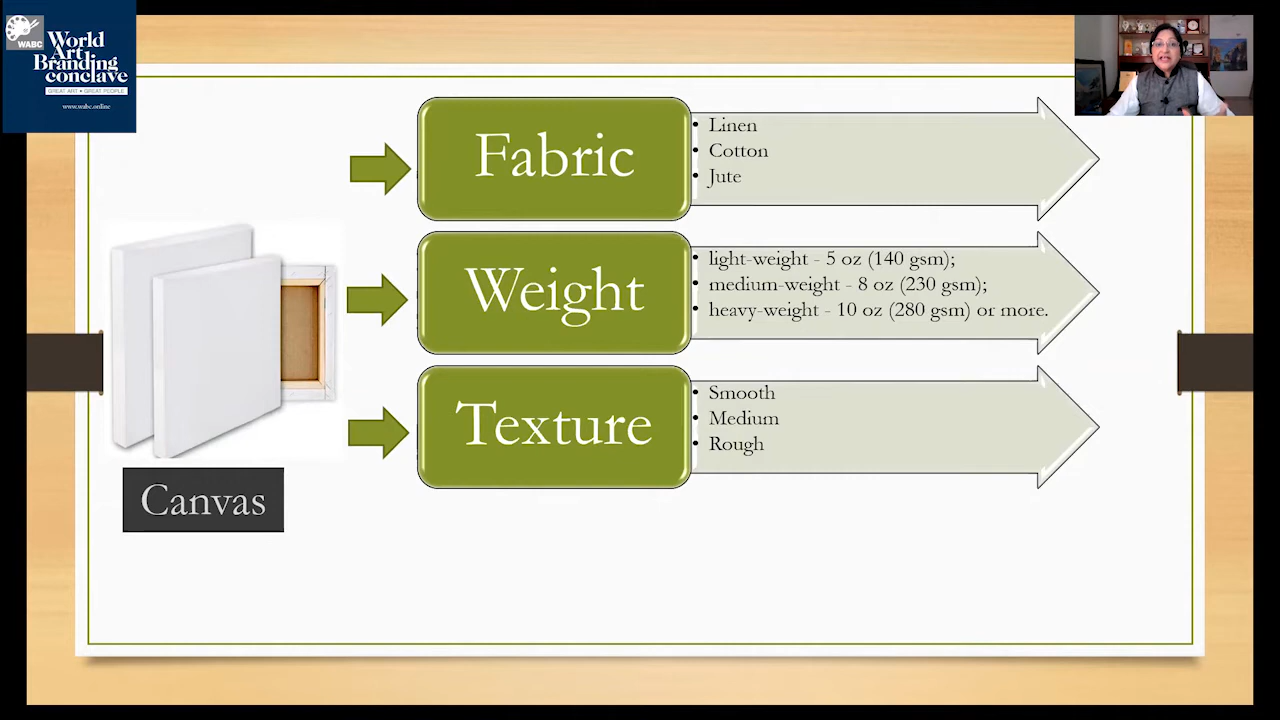 WABC
World
Art
Branding
conclave
GREAT ART • GREAT PEOPLE
www.wabc.online
Fabric
• Linen
• Cotton
• Jute
Weight
• light-weight - 5 oz (140 gsm);
• medium-weight - 8 oz (230 gsm);
• heavy-weight - 10 oz (280 gsm) or more.
Texture
• Smooth
• Medium
• Rough
Canvas